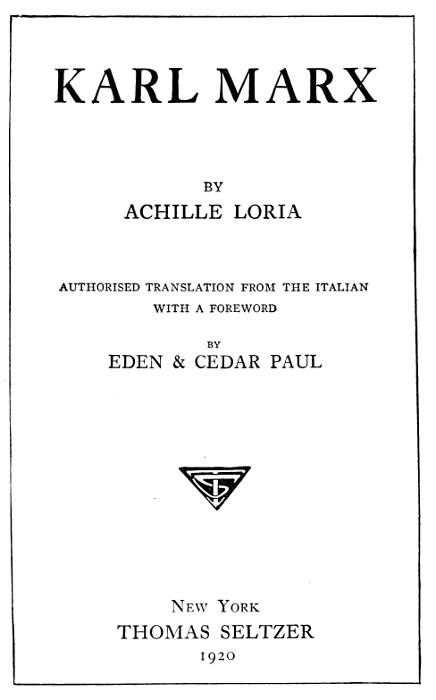 KARL MARX
BY
ACHILLE LORIA
AUTHORISED TRANSLATION FROM THE ITALIAN
WITH A FOREWORD
BY
EDEN & CEDAR PAUL
NEW YORK
THOMAS SELTZER
1920